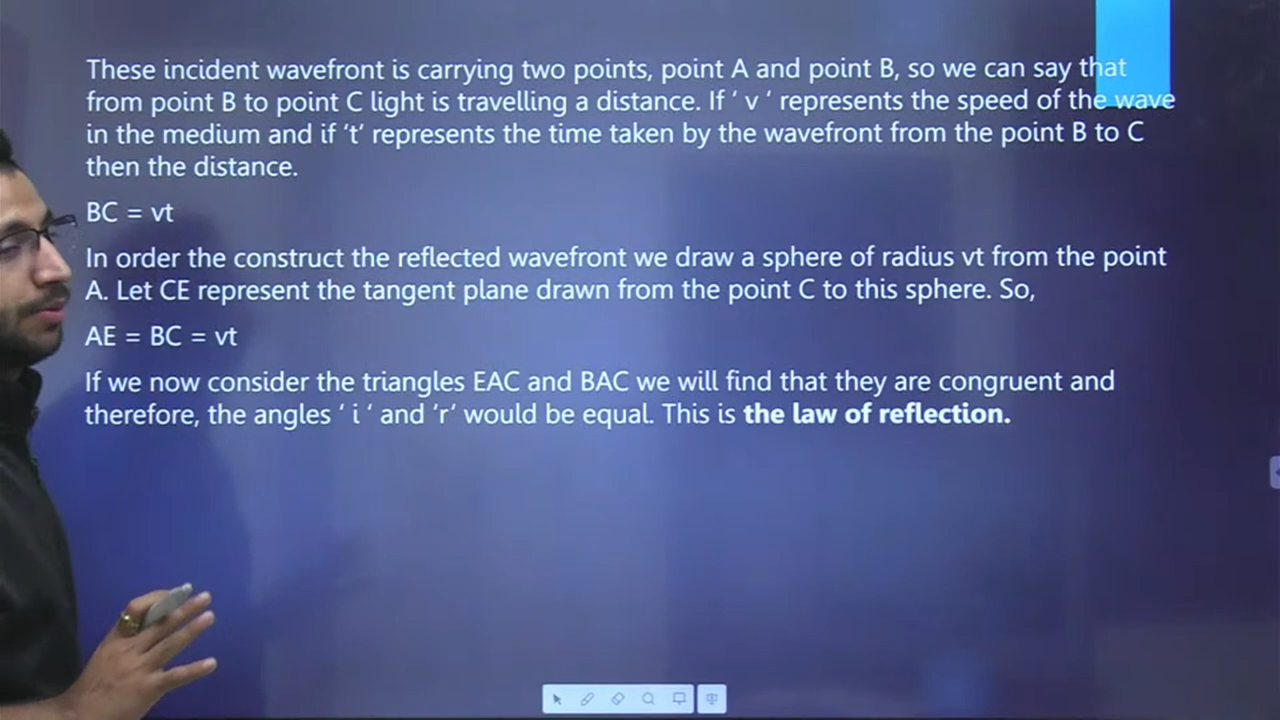 These incident wavefront is carrying two points, point A and point B, so we can say that
from point B to point C light is travelling a distance. If ‘ v ‘ represents the speed of the wave
in the medium and if ‘t’ represents the time taken by the wavefront from the point B to C
then the distance.
BC = vt
In order the construct the reflected wavefront we draw a sphere of radius vt from the point
A. Let CE represent the tangent plane drawn from the point C to this sphere. So,
AE = BC = vt
If we now consider the triangles EAC and BAC we will find that they are congruent and
therefore, the angles ‘ i ‘ and ‘r‘ would be equal. This is the law of reflection.